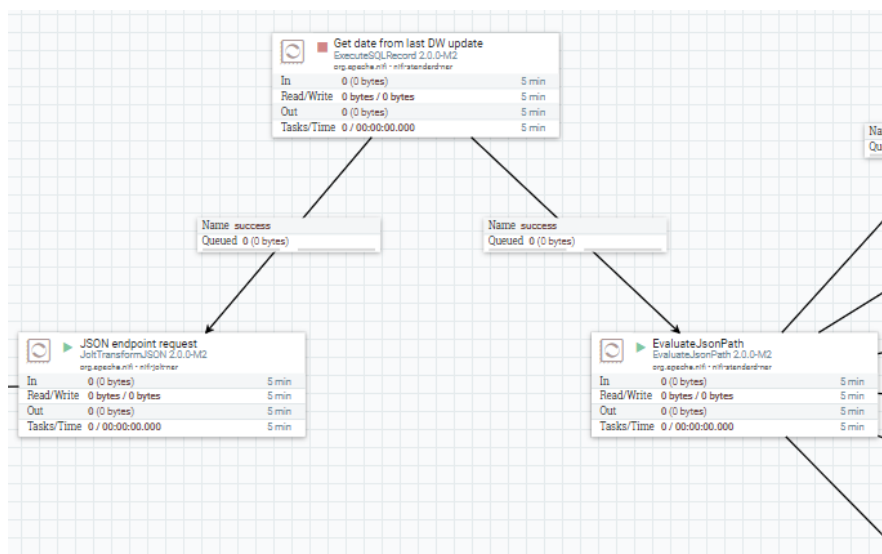 Get date from last DW update
ExecuteSQLRecord 2.0.0-M2
org.apache.nifi - nifi-standard-nar
In 0 (0 bytes) 5 min
Read/Write 0 bytes / 0 bytes 5 min
Out 0 (0 bytes) 5 min
Tasks/Time 0 / 00:00:00.000 5 min
Na
Qu
Name success
Queued 0 (0 bytes)
Name success
Queued 0 (0 bytes)
JSON endpoint request
JoltTransformJSON 2.0.0-M2
org.apache.nifi - nifi-jolt-nar
In 0 (0 bytes) 5 min
Read/Write 0 bytes / 0 bytes 5 min
Out 0 (0 bytes) 5 min
Tasks/Time 0 / 00:00:00.000 5 min
EvaluateJsonPath
EvaluateJsonPath 2.0.0-M2
org.apache.nifi - nifi-standard-nar
In 0 (0 bytes) 5 min
Read/Write 0 bytes / 0 bytes 5 min
Out 0 (0 bytes) 5 min
Tasks/Time 0 / 00:00:00.000 5 min